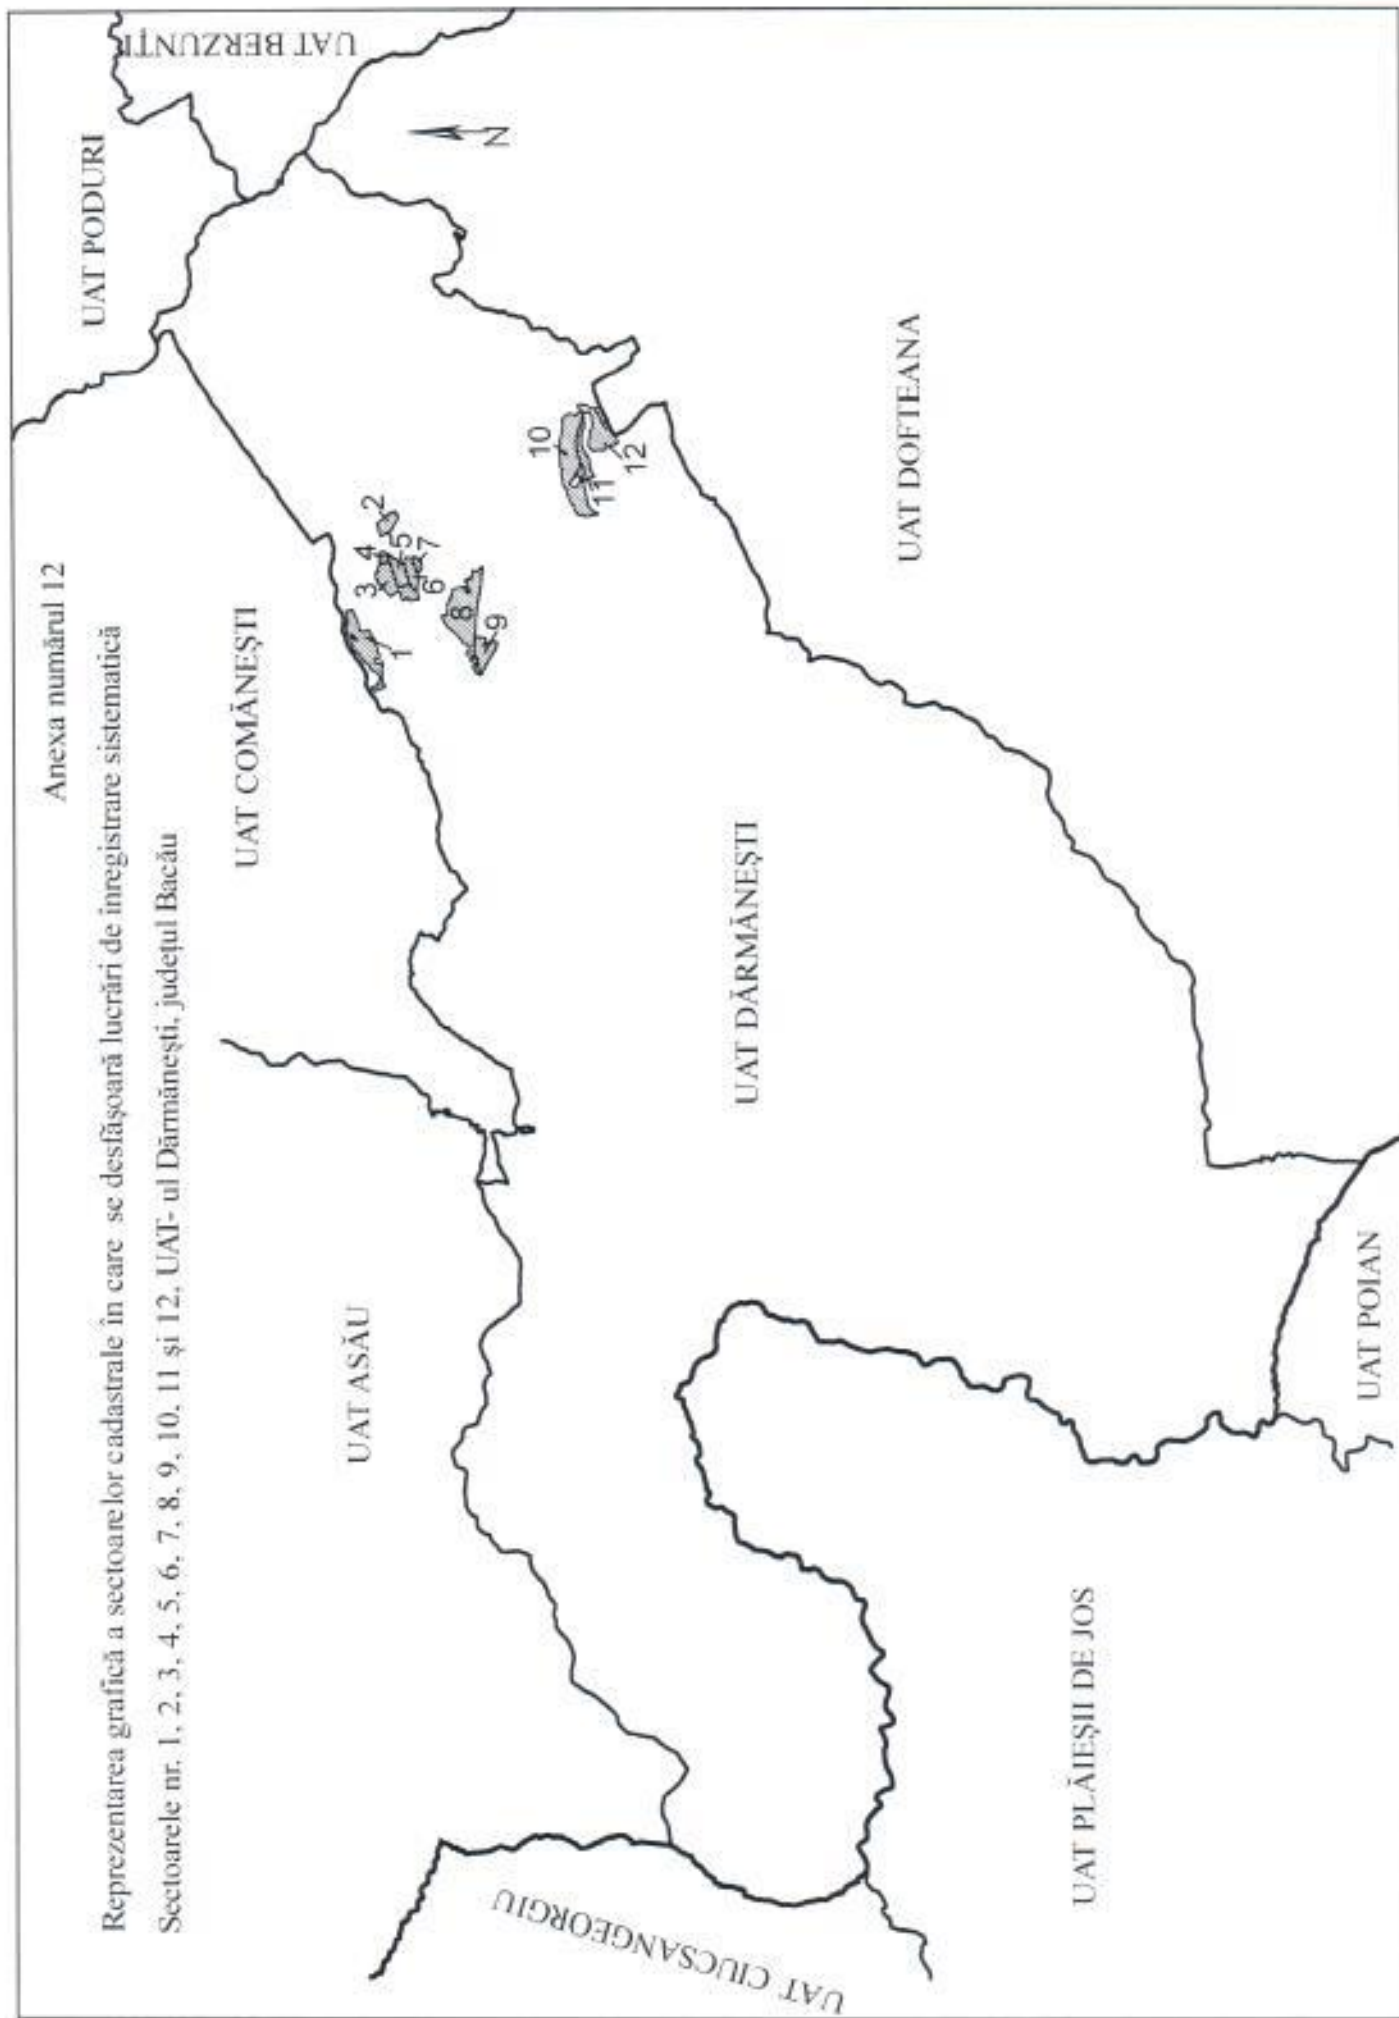 Anexa numărul 12
Reprezentarea grafică a sectoarelor cadastrale în care se desfășoară lucrări de inregistrare sistematică
Sectoarele nr. 1, 2, 3, 4, 5, 6, 7, 8, 9, 10, 11 și 12, UAT- ul Dărmănești, județul Bacău
UAT PODURI
UAT BERZUNȚI
N
UAT COMĂNEȘTI
UAT ASĂU
1
2
3
4
5
6
7
8
9
10
11
12
UAT DĂRMĂNEȘTI
UAT DOFTEANA
UAT CIUCSANGEORGIU
UAT PLĂIEȘII DE JOS
UAT POIAN